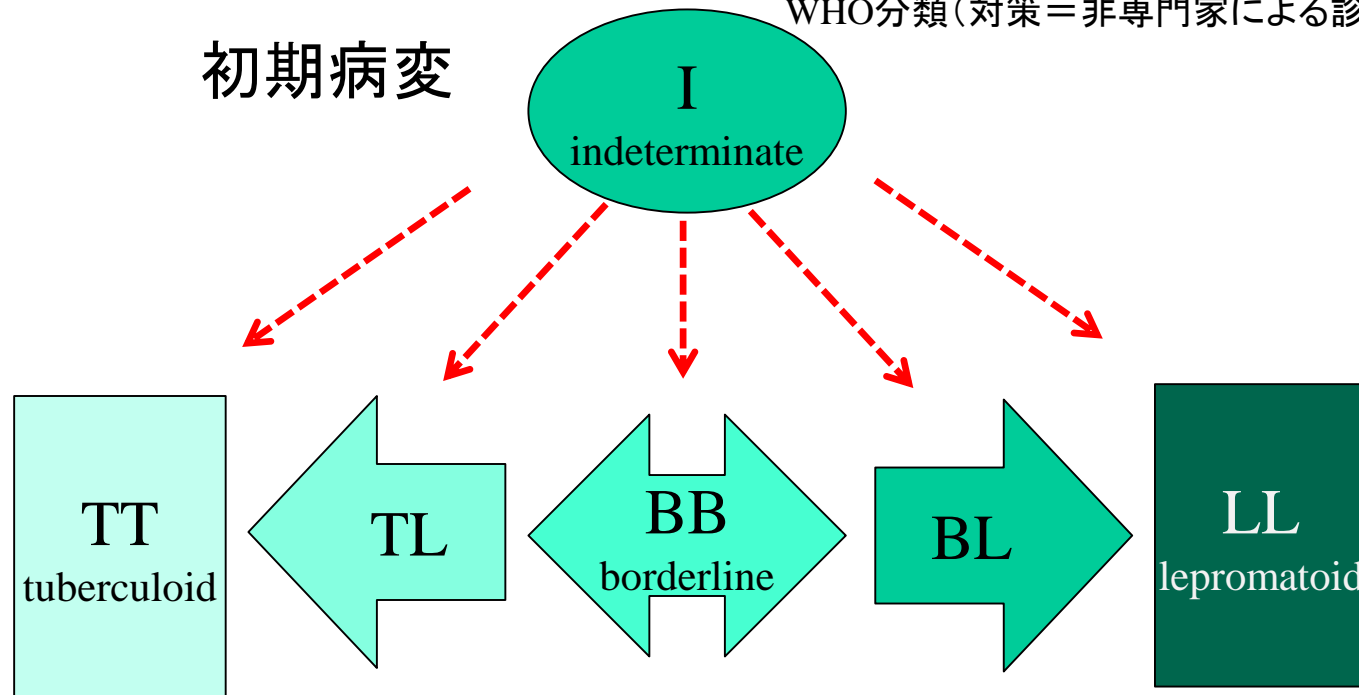 WHO分類（対策＝非専門家による診
初期病変
I
indeterminate
TT
tuberculoid
TL
BB
borderline
BL
LL
lepromatoid